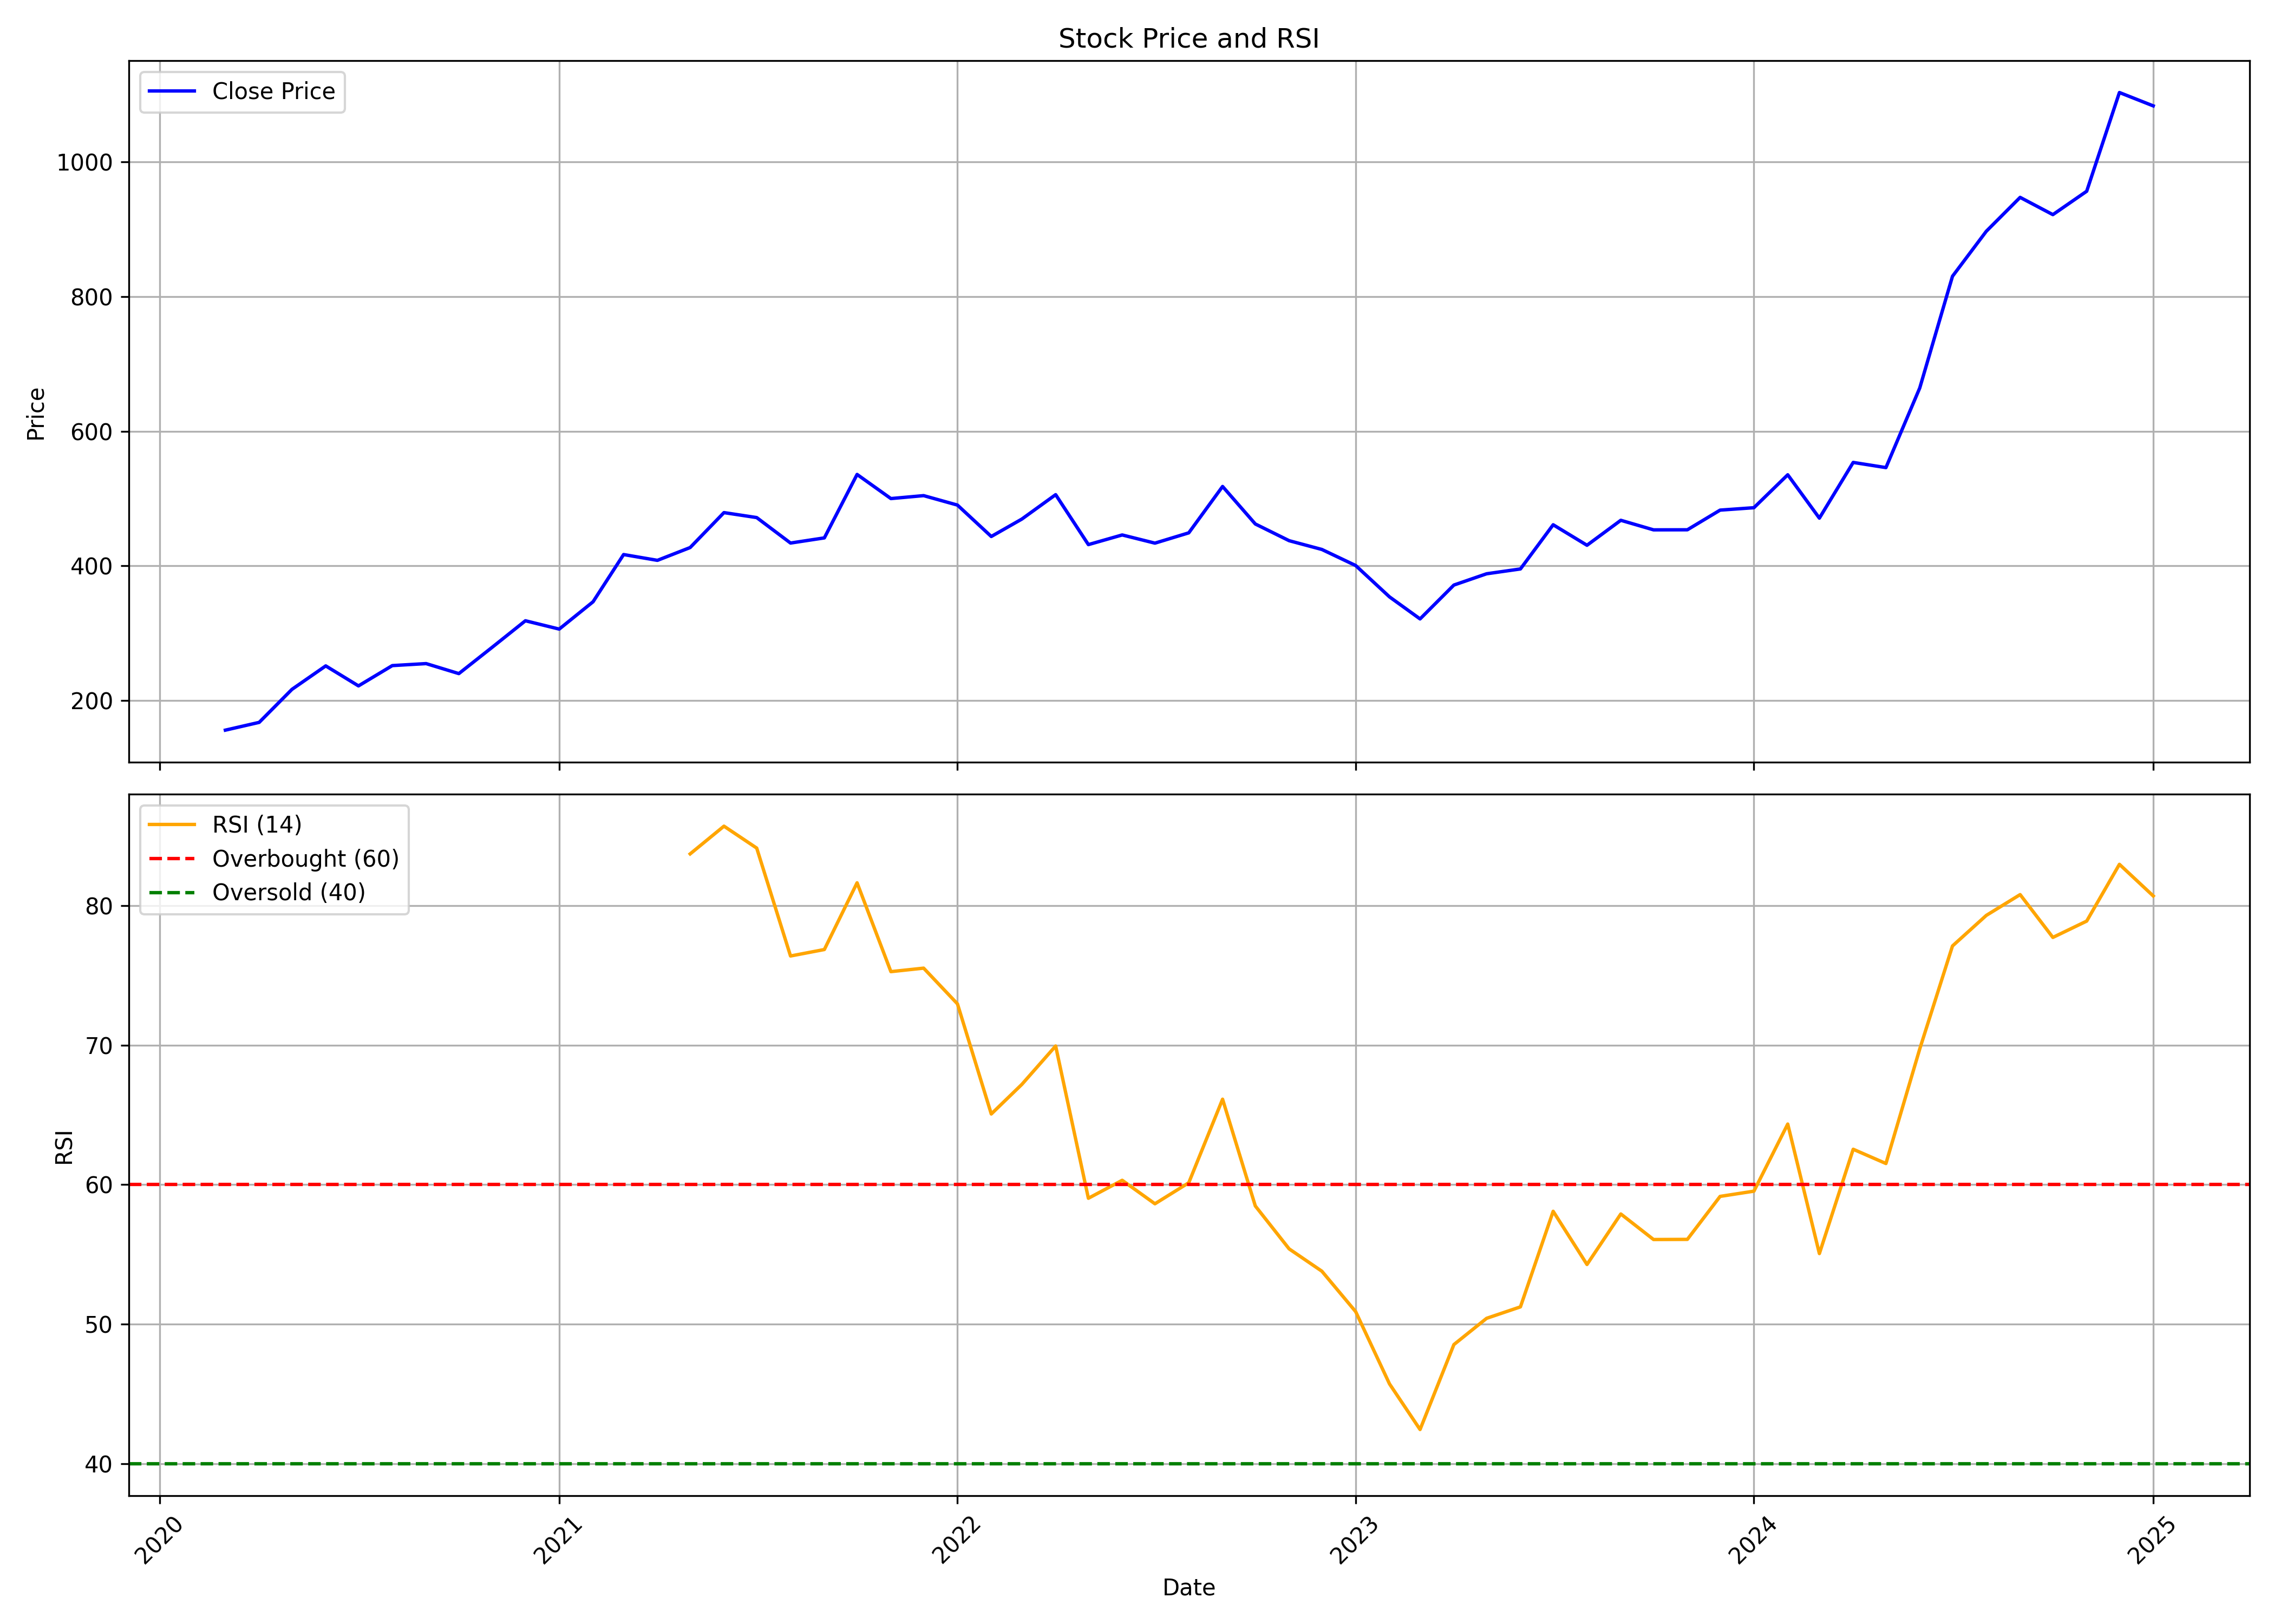 Stock Price and RSI
Close Price
1000
800
600
400
200
Price
RSI (14)
Overbought (60)
Oversold (40)
80
70
60
50
40
RSI
2020
2021
2022
2023
2024
2025
Date